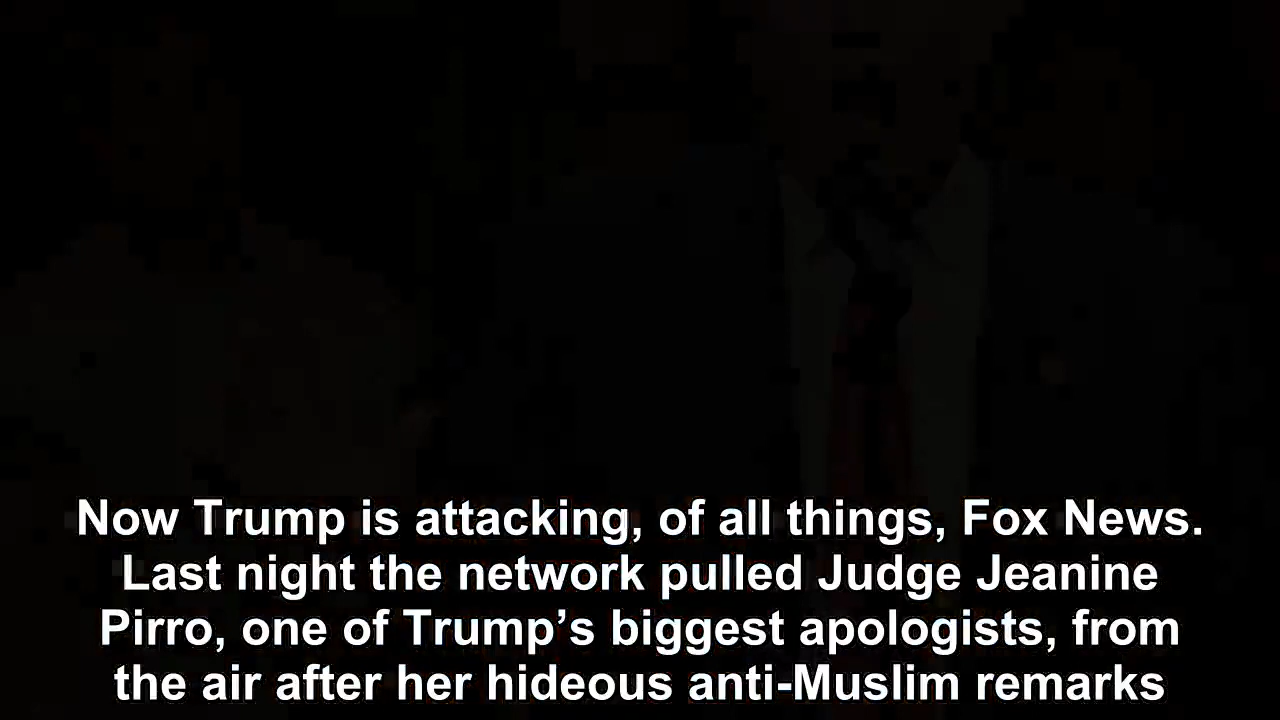 Now Trump is attacking, of all things, Fox News.
Last night the network pulled Judge Jeanine
Pirro, one of Trump’s biggest apologists, from
the air after her hideous anti-Muslim remarks